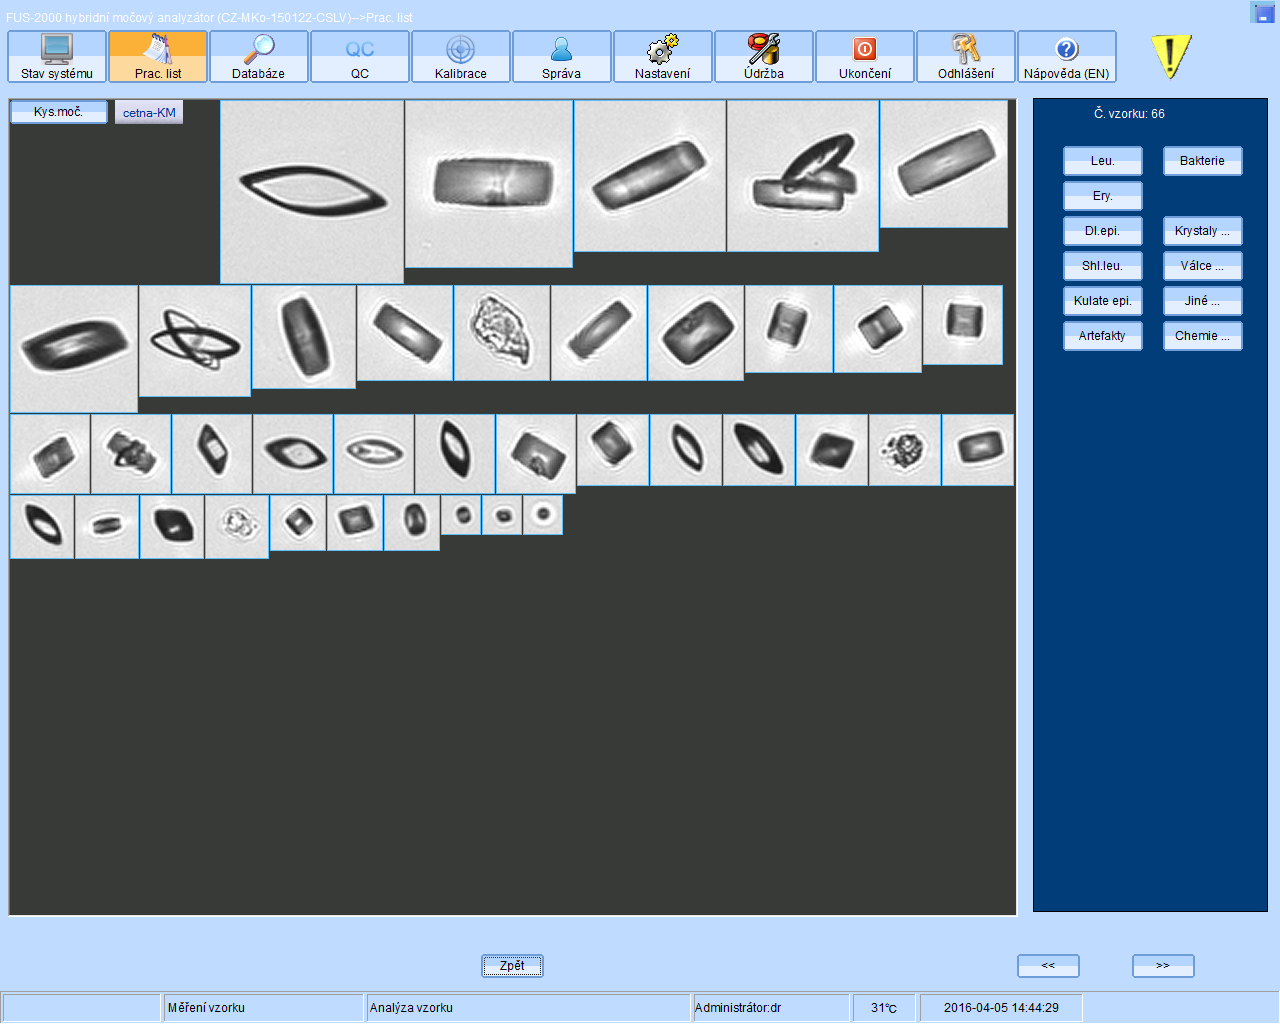 FUS-2000 hybridní močový analyzátor (CZ-MKo-150122-CSLV)-->Prac. list
Stav systému
Prac. list
Databáze
QC
QC
Kalibrace
Správa
Nastavení
Údržba
Ukončení
Odhlášení
Nápověda (EN)
Kys.moč.
cetna-KM
Č. vzorku: 66
Leu.
Bakterie
Ery.
Dl.epi.
Krystaly ...
Shl.leu.
Válce ...
Kulate epi.
Jiné ...
Artefakty
Chemie ...
Zpět
<<
>>
Měření vzorku
Analýza vzorku
Administrátor:dr
31℃
2016-04-05 14:44:29